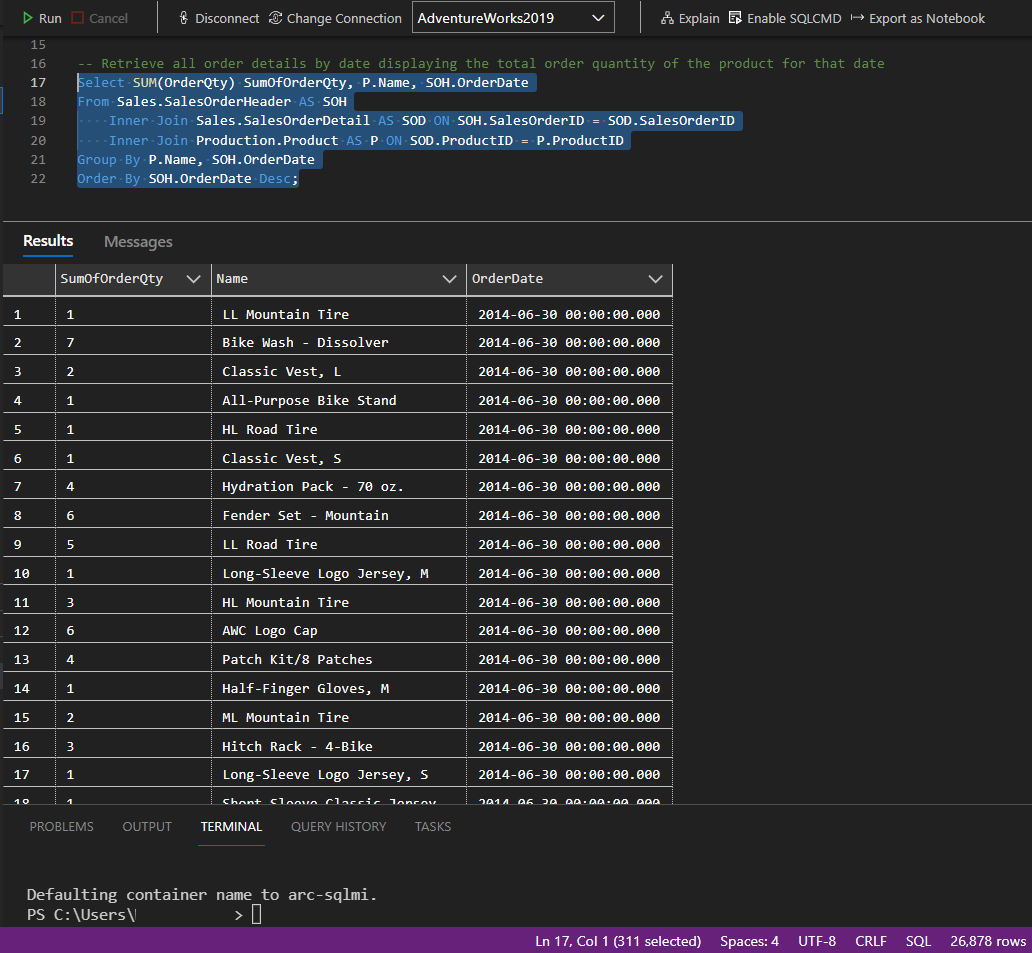 Run Cancel Disconnect Change Connection AdventureWorks2019 Explain Enable SQLCMD Export as Notebook
15
16 -- Retrieve all order details by date displaying the total order quantity of the product for that date
17 Select SUM(OrderQty) SumOfOrderQty, P.Name, SOH.OrderDate
18 From Sales.SalesOrderHeader AS SOH
19 Inner Join Sales.SalesOrderDetail AS SOD ON SOH.SalesOrderID = SOD.SalesOrderID
20 Inner Join Production.Product AS P ON SOD.ProductID = P.ProductID
21 Group By P.Name, SOH.OrderDate
22 Order By SOH.OrderDate Desc;
Results Messages
SumOfOrderQty Name OrderDate
1 1 LL Mountain Tire 2014-06-30 00:00:00.000
2 7 Bike Wash - Dissolver 2014-06-30 00:00:00.000
3 2 Classic Vest, L 2014-06-30 00:00:00.000
4 1 All-Purpose Bike Stand 2014-06-30 00:00:00.000
5 1 HL Road Tire 2014-06-30 00:00:00.000
6 1 Classic Vest, S 2014-06-30 00:00:00.000
7 4 Hydration Pack - 70 oz. 2014-06-30 00:00:00.000
8 6 Fender Set - Mountain 2014-06-30 00:00:00.000
9 5 LL Road Tire 2014-06-30 00:00:00.000
10 1 Long-Sleeve Logo Jersey, M 2014-06-30 00:00:00.000
11 3 HL Mountain Tire 2014-06-30 00:00:00.000
12 6 AWC Logo Cap 2014-06-30 00:00:00.000
13 4 Patch Kit/8 Patches 2014-06-30 00:00:00.000
14 1 Half-Finger Gloves, M 2014-06-30 00:00:00.000
15 2 ML Mountain Tire 2014-06-30 00:00:00.000
16 3 Hitch Rack - 4-Bike 2014-06-30 00:00:00.000
17 1 Long-Sleeve Logo Jersey, S 2014-06-30 00:00:00.000
18 1 Short-Sleeve Classic Jersey 2014-06-30 00:00:00.000
PROBLEMS OUTPUT TERMINAL QUERY HISTORY TASKS
Defaulting container name to arc-sqlmi.
PS C:\Users\ >
Ln 17, Col 1 (311 selected) Spaces: 4 UTF-8 CRLF SQL 26,878 rows